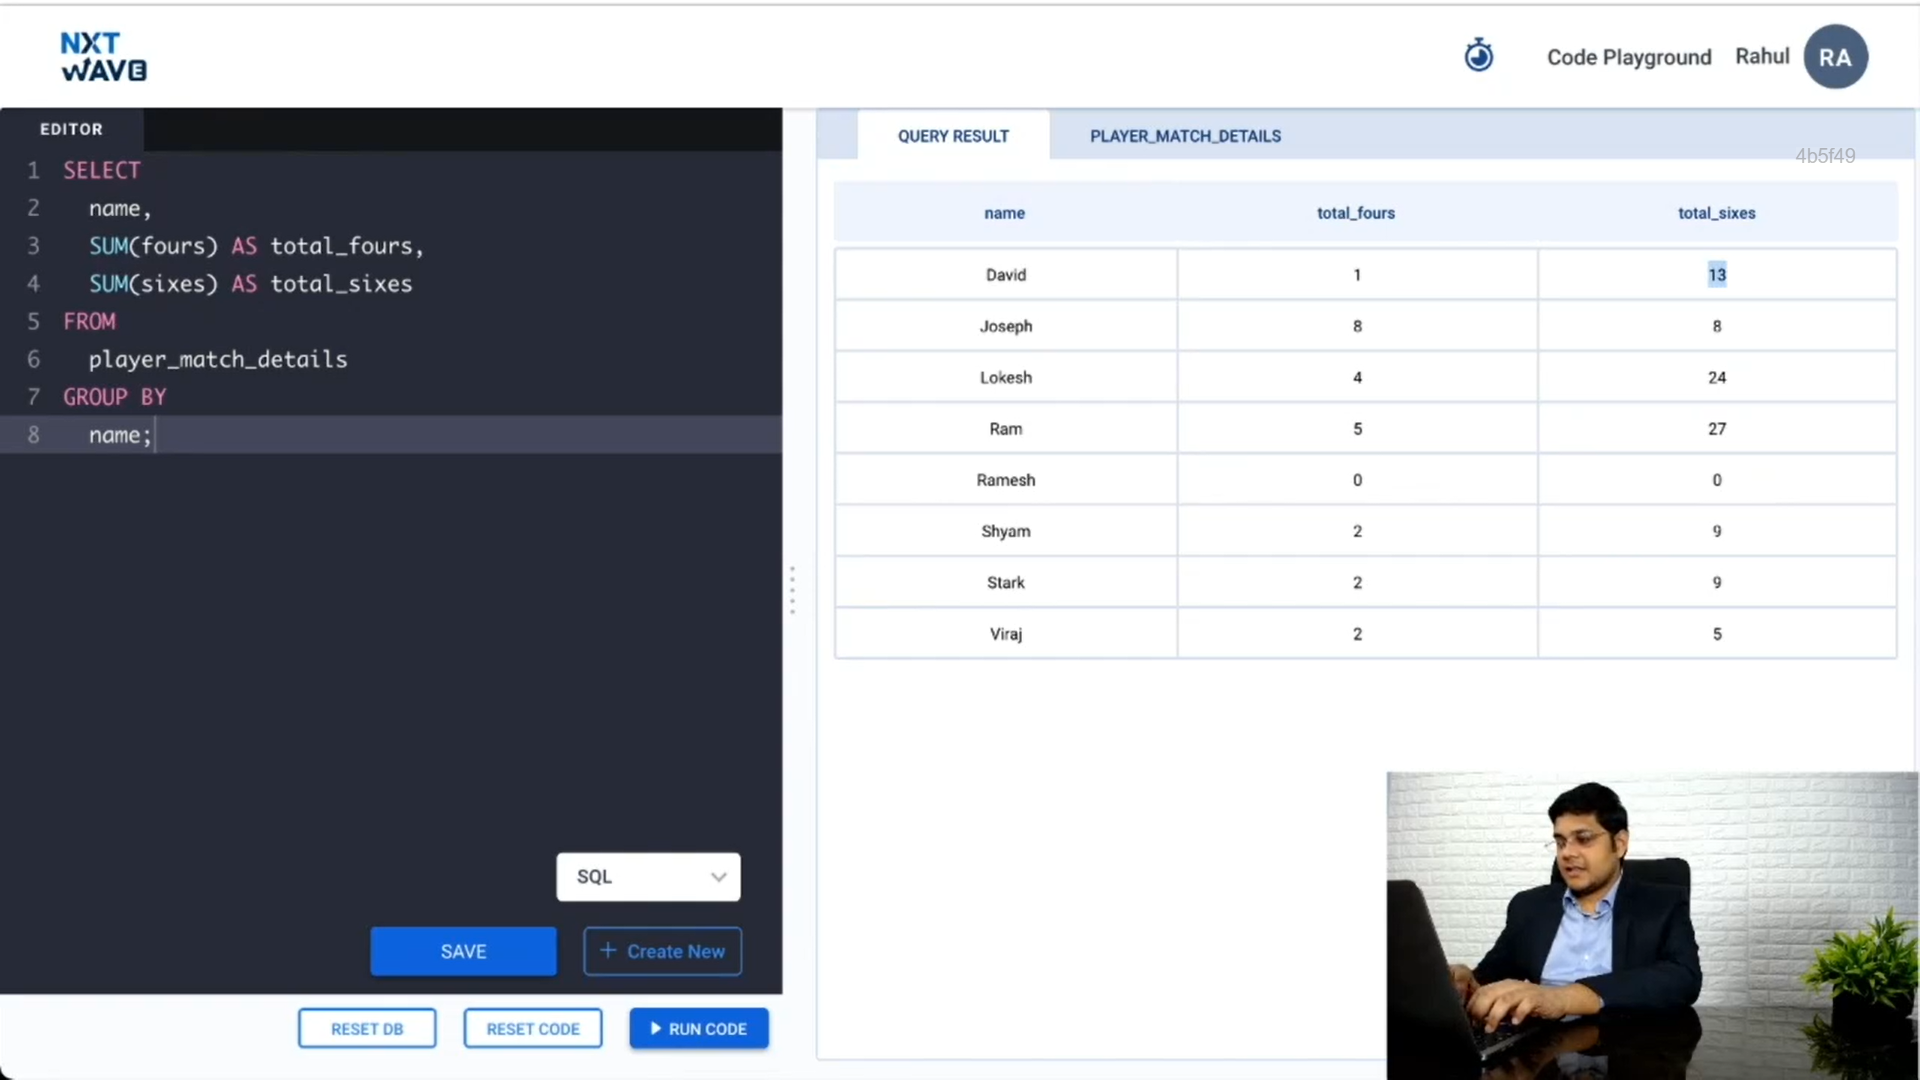 NXT
WAVE
Code Playground Rahul RA
EDITOR
1 SELECT
2 name,
3 SUM(fours) AS total_fours,
4 SUM(sixes) AS total_sixes
5 FROM
6 player_match_details
7 GROUP BY
8 name;
SQL
SAVE
+ Create New
RESET DB
RESET CODE
RUN CODE
QUERY RESULT PLAYER_MATCH_DETAILS
4b5f49
name total_fours total_sixes
David 1 13
Joseph 8 8
Lokesh 4 24
Ram 5 27
Ramesh 0 0
Shyam 2 9
Stark 2 9
Viraj 2 5